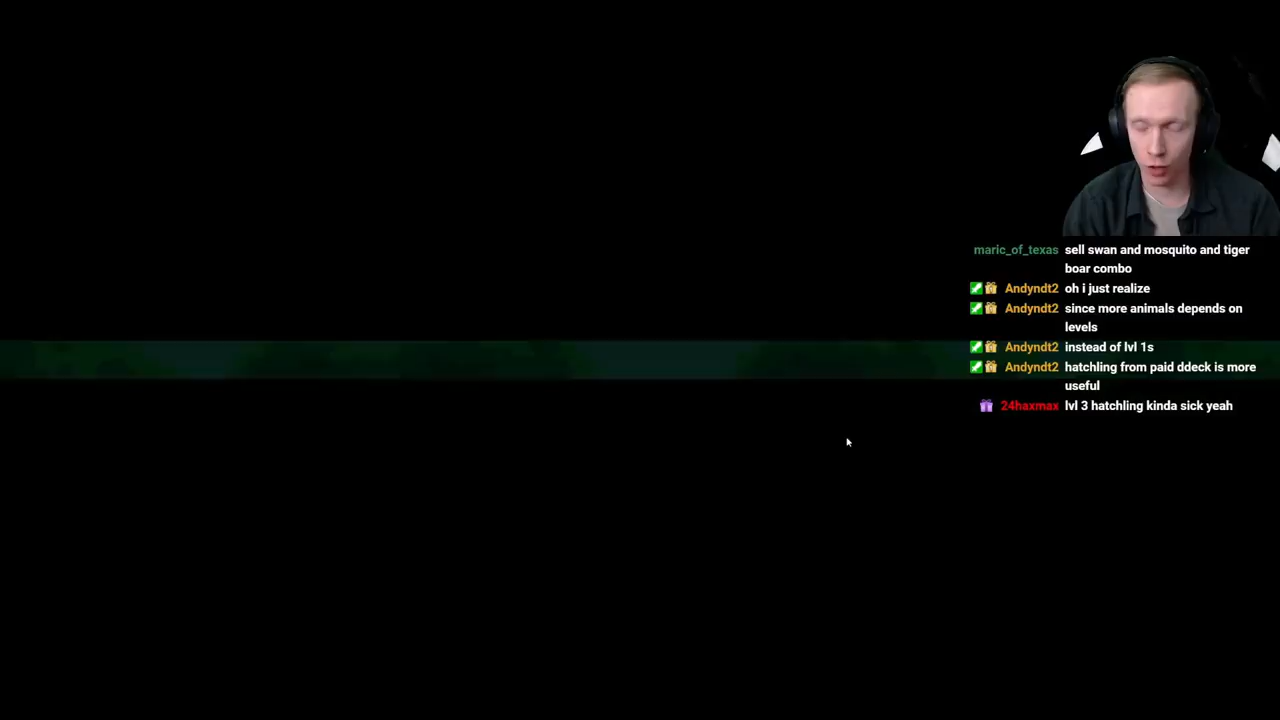 maric_of_texas sell swan and mosquito and tiger
boar combo
Andyndt2 oh i just realize
Andyndt2 since more animals depends on
levels
Andyndt2 instead of lvl 1s
Andyndt2 hatchling from paid ddeck is more
useful
24haxmax lvl 3 hatchling kinda sick yeah